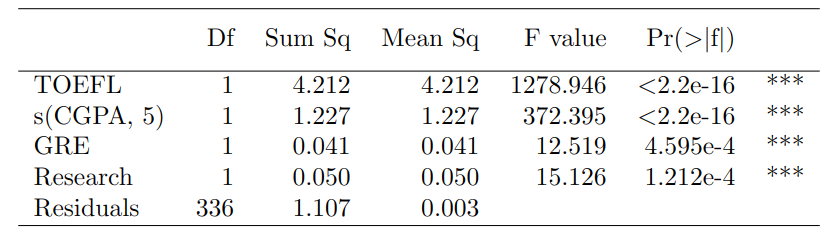 Df Sum Sq Mean Sq F value Pr(>|f|)
TOEFL 1 4.212 4.212 1278.946 <2.2e-16 ***
s(CGPA, 5) 1 1.227 1.227 372.395 <2.2e-16 ***
GRE 1 0.041 0.041 12.519 4.595e-4 ***
Research 1 0.050 0.050 15.126 1.212e-4 ***
Residuals 336 1.107 0.003